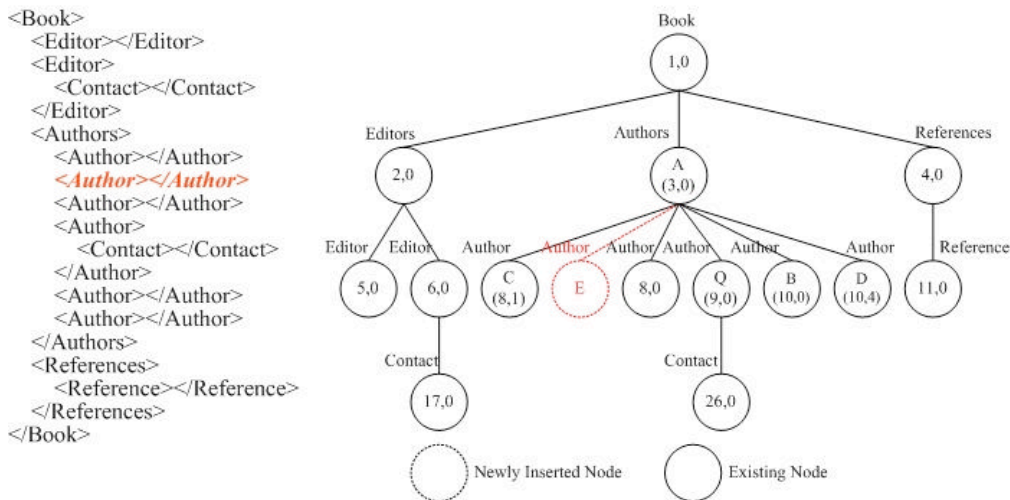 <Book>
<Editor></Editor>
<Editor>
<Contact></Contact>
</Editor>
<Authors>
<Author></Author>
<Author></Author>
<Author></Author>
<Author>
<Contact></Contact>
</Author>
<Author></Author>
<Author></Author>
</Authors>
<References>
<Reference></Reference>
</References>
</Book>
Book
1,0
Editors
Authors
References
2,0
A
(3,0)
4,0
Editor
Editor
Author
Author
Author
Author
Author
Author
Reference
5,0
6,0
C
(8,1)
E
8,0
Q
(9,0)
B
(10,0)
D
(10,4)
11,0
Contact
Contact
17,0
26,0
Newly Inserted Node
Existing Node